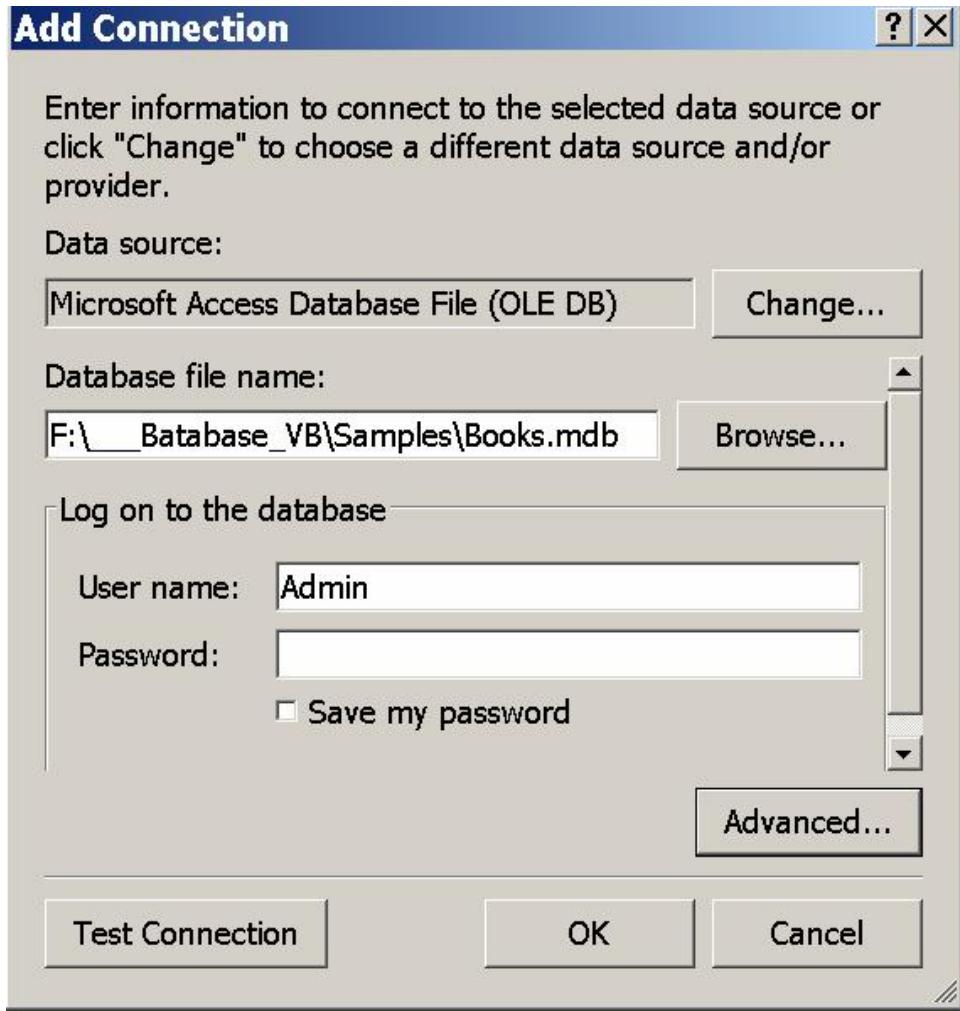 Add Connection
Enter information to connect to the selected data source or
click "Change" to choose a different data source and/or
provider.
Data source:
Microsoft Access Database File (OLE DB)
Change...
Database file name:
F:\___Batabase_VB\Samples\Books.mdb
Browse...
Log on to the database
User name:
Admin
Password:
Save my password
Advanced...
Test Connection
OK
Cancel